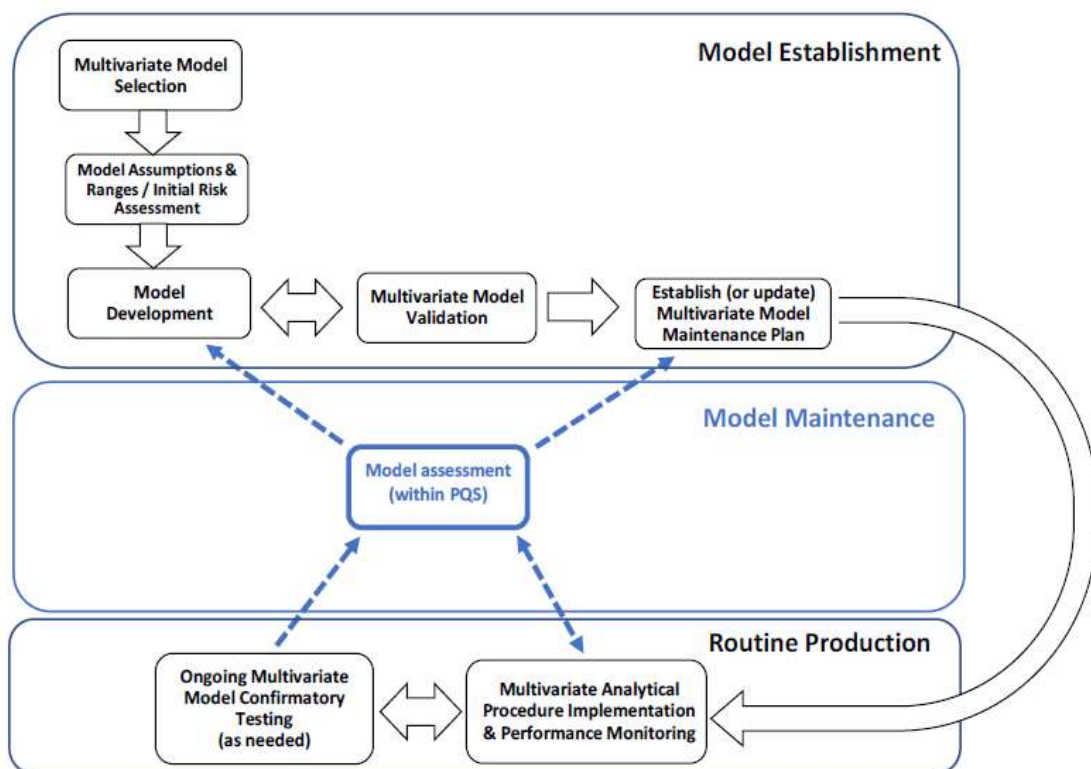 Model Establishment
Multivariate Model
Selection
Model Assumptions &
Ranges / Initial Risk
Assessment
Model
Development
Multivariate Model
Validation
Establish (or update)
Multivariate Model
Maintenance Plan
Model Maintenance
Model assessment
(within PQS)
Routine Production
Ongoing Multivariate
Model Confirmatory
Testing
(as needed)
Multivariate Analytical
Procedure Implementation
& Performance Monitoring